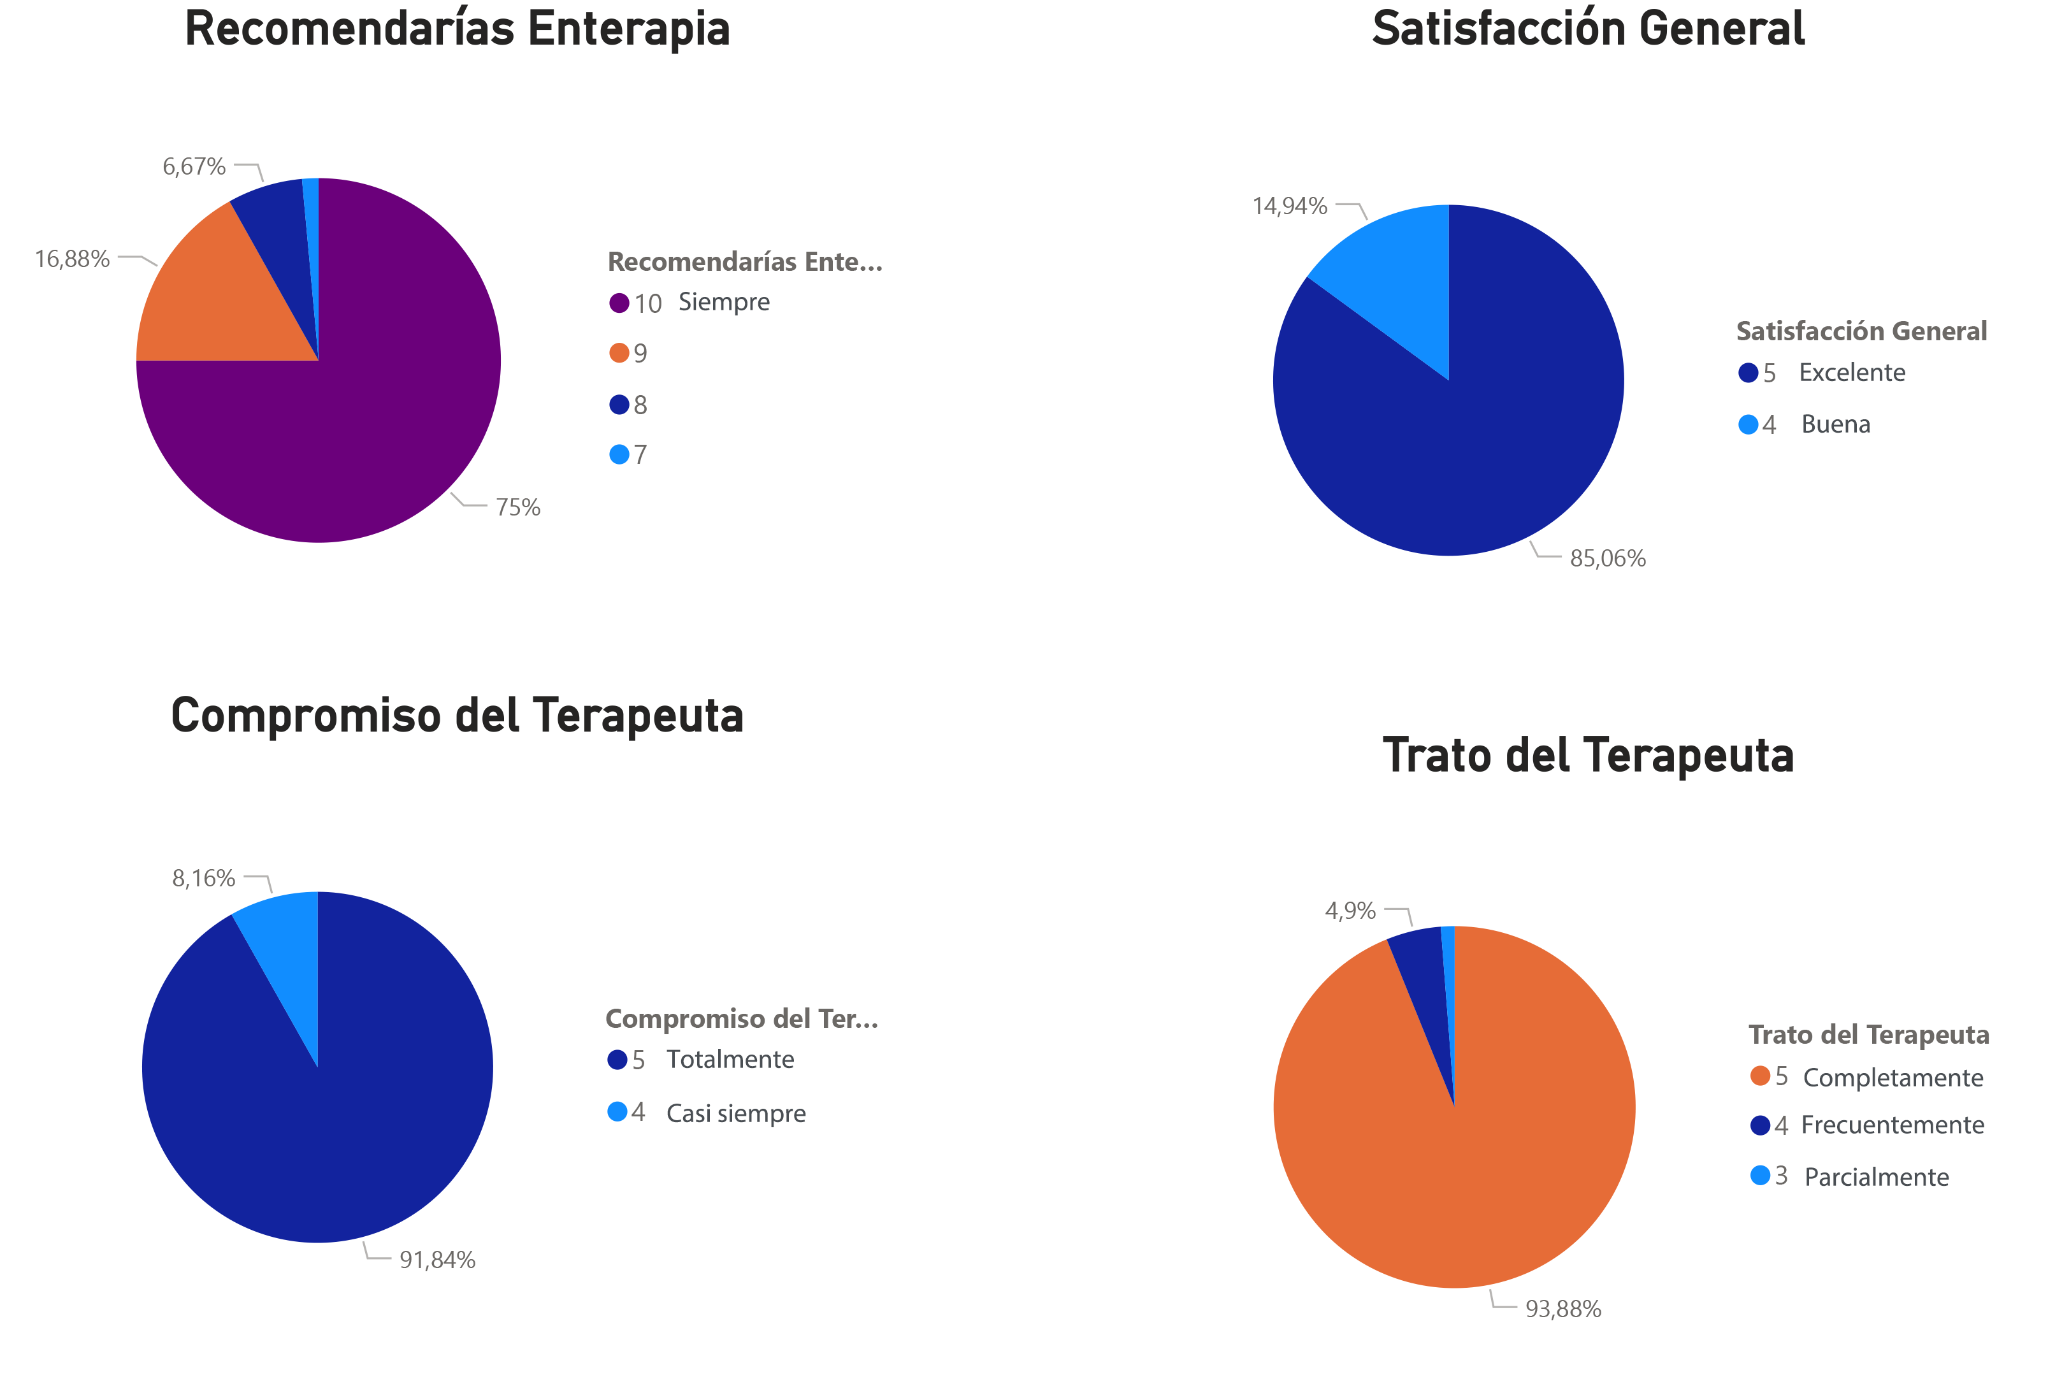 Recomendarías Enterapia
6,67%
16,88%
75%
Recomendarías Ente...
10 Siempre
9
8
7
Satisfacción General
14,94%
85,06%
Satisfacción General
5 Excelente
4 Buena
Compromiso del Terapeuta
8,16%
91,84%
Compromiso del Ter...
5 Totalmente
4 Casi siempre
Trato del Terapeuta
4,9%
93,88%
Trato del Terapeuta
5 Completamente
4 Frecuentemente
3 Parcialmente